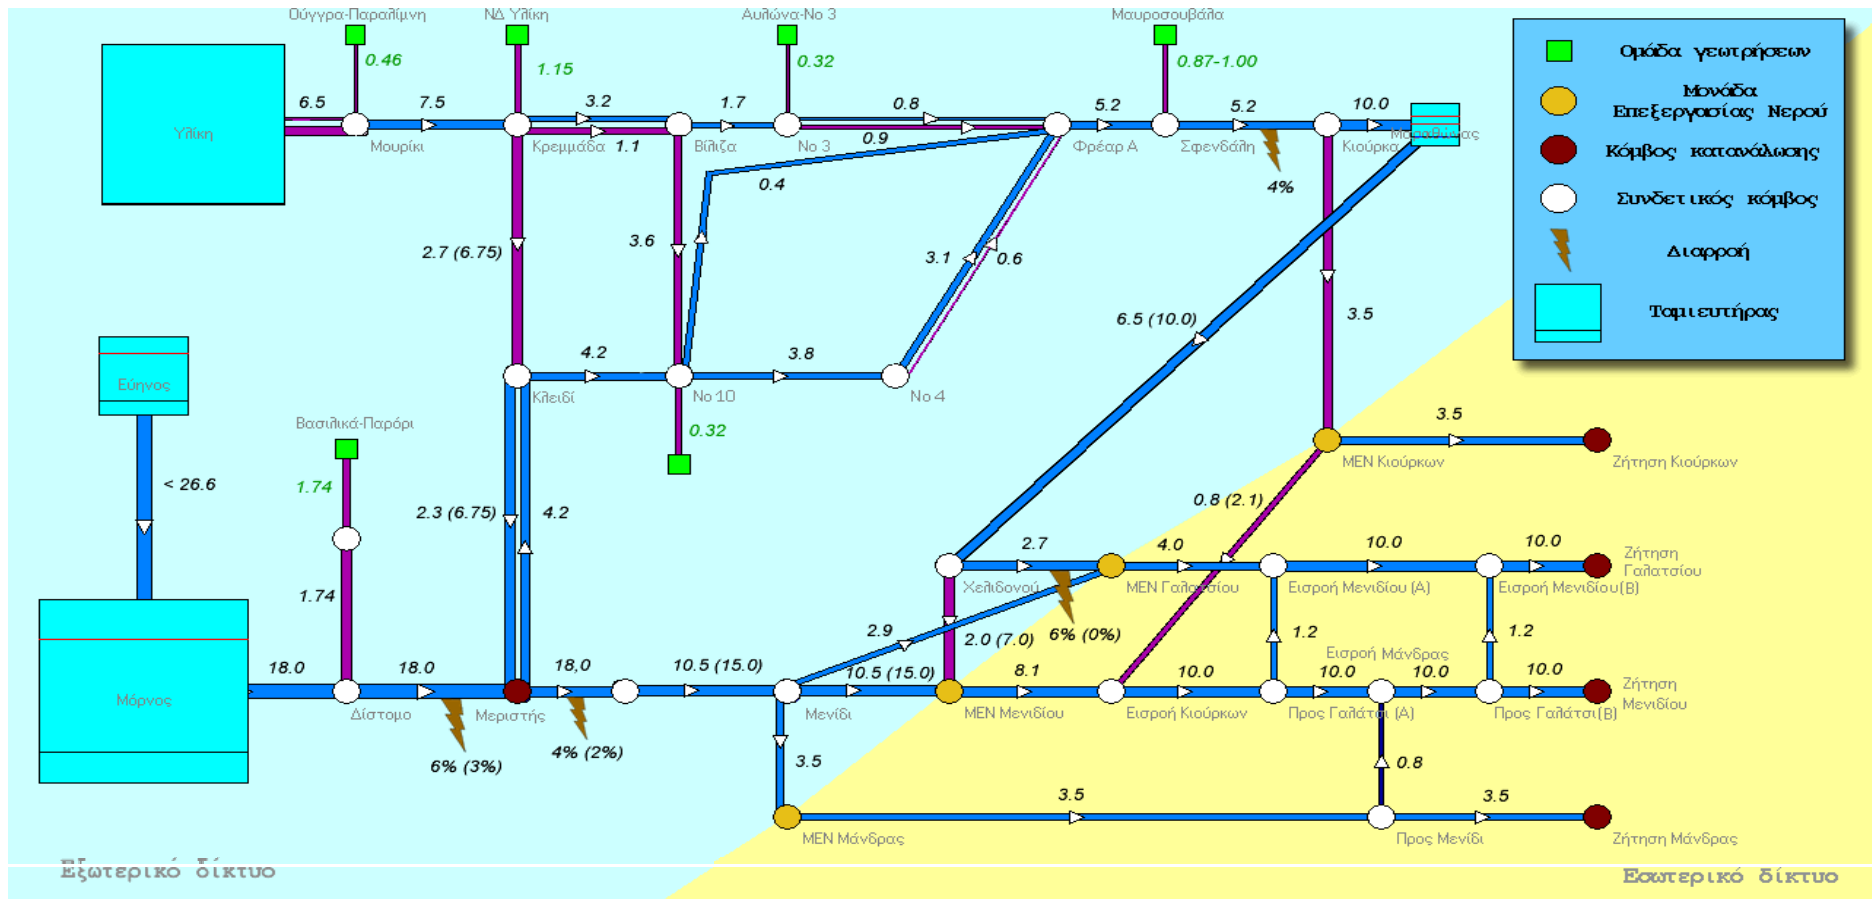 Ούγγρα-Παραλίμνη
ΝΔ Υλίκη
Αυλώνα-Νο 3
Μαυροσουβάλα
0.46
1.15
0.32
0.87-1.00
6.5
7.5
3.2
1.7
0.8
5.2
5.2
10.0
Υλίκη
Μουρίκι
Κρεμμάδα
1.1
Βίλιζα
Νο 3
0.9
Φρέαρ Α
Σφενδάλη
Κιούρκα
Μαραθώνας
4%
0.4
2.7 (6.75)
3.6
3.1
0.6
6.5 (10.0)
3.5
Ομάδα γεωτρήσεων
Μονάδα
Επεξεργασίας Νερού
Κόμβος κατανάλωσης
Συνδετικός κόμβος
Διαρροή
Ταμιευτήρας
4.2
3.8
Εύηνος
Κλειδί
Νο 10
Νο 4
Βασιλικά-Παρόρι
0.32
3.5
ΜΕΝ Κιούρκων
Ζήτηση Κιούρκων
< 26.6
1.74
2.3 (6.75)
4.2
0.8 (2.1)
2.7
4.0
10.0
10.0
Ζήτηση
Γαλατσίου
Χελιδονού
ΜΕΝ Γαλατσίου
Εισροή Μενιδίου (Α)
Εισροή Μενιδίου(Β)
1.74
2.9
2.0 (7.0)
6% (0%)
1.2
1.2
Εισροή Μάνδρας
18.0
18.0
18,0
10.5 (15.0)
10.5 (15.0)
8.1
10.0
10.0
10.0
10.0
Ζήτηση
Μενιδίου
Μόρνος
Δίστομο
Μεριστής
Μενίδι
ΜΕΝ Μενιδίου
Εισροή Κιούρκων
Προς Γαλάτσι (Α)
Προς Γαλάτσι(Β)
6% (3%)
4% (2%)
3.5
0.8
3.5
3.5
ΜΕΝ Μάνδρας
Προς Μενίδι
Ζήτηση Μάνδρας
Εξωτερικό δίκτυο
Εσωτερικό δίκτυο